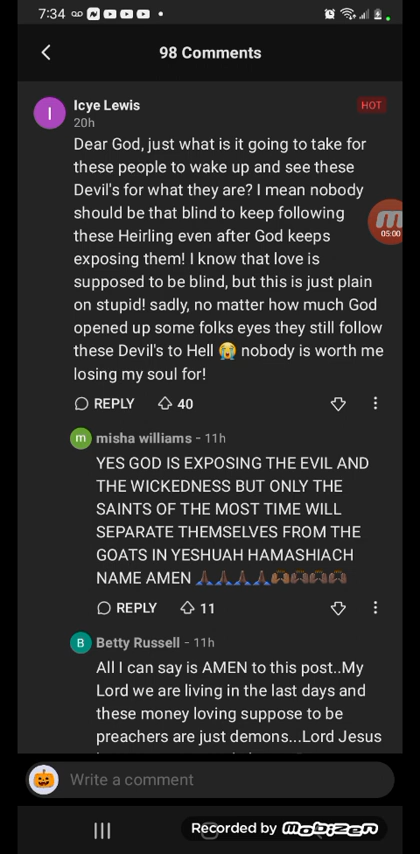 7:34
98 Comments
I
Icye Lewis
HOT
20h
Dear God, just what is it going to take for
these people to wake up and see these
Devil's for what they are? I mean nobody
should be that blind to keep following
these Heirling even after God keeps
exposing them! I know that love is
supposed to be blind, but this is just plain
on stupid! sadly, no matter how much God
opened up some folks eyes they still follow
these Devil's to Hell 😭 nobody is worth me
losing my soul for!
m
05:00
REPLY 40
m misha williams - 11h
YES GOD IS EXPOSING THE EVIL AND
THE WICKEDNESS BUT ONLY THE
SAINTS OF THE MOST TIME WILL
SEPARATE THEMSELVES FROM THE
GOATS IN YESHUAH HAMASHIACH
NAME AMEN 🙏🏾🙏🏾🙏🏾🙏🏾🙌🏾🙌🏾🙌🏾🙌🏾
REPLY 11
B Betty Russell - 11h
All I can say is AMEN to this post..My
Lord we are living in the last days and
these money loving suppose to be
preachers are just demons...Lord Jesus
Write a comment
Recorded by mobizen